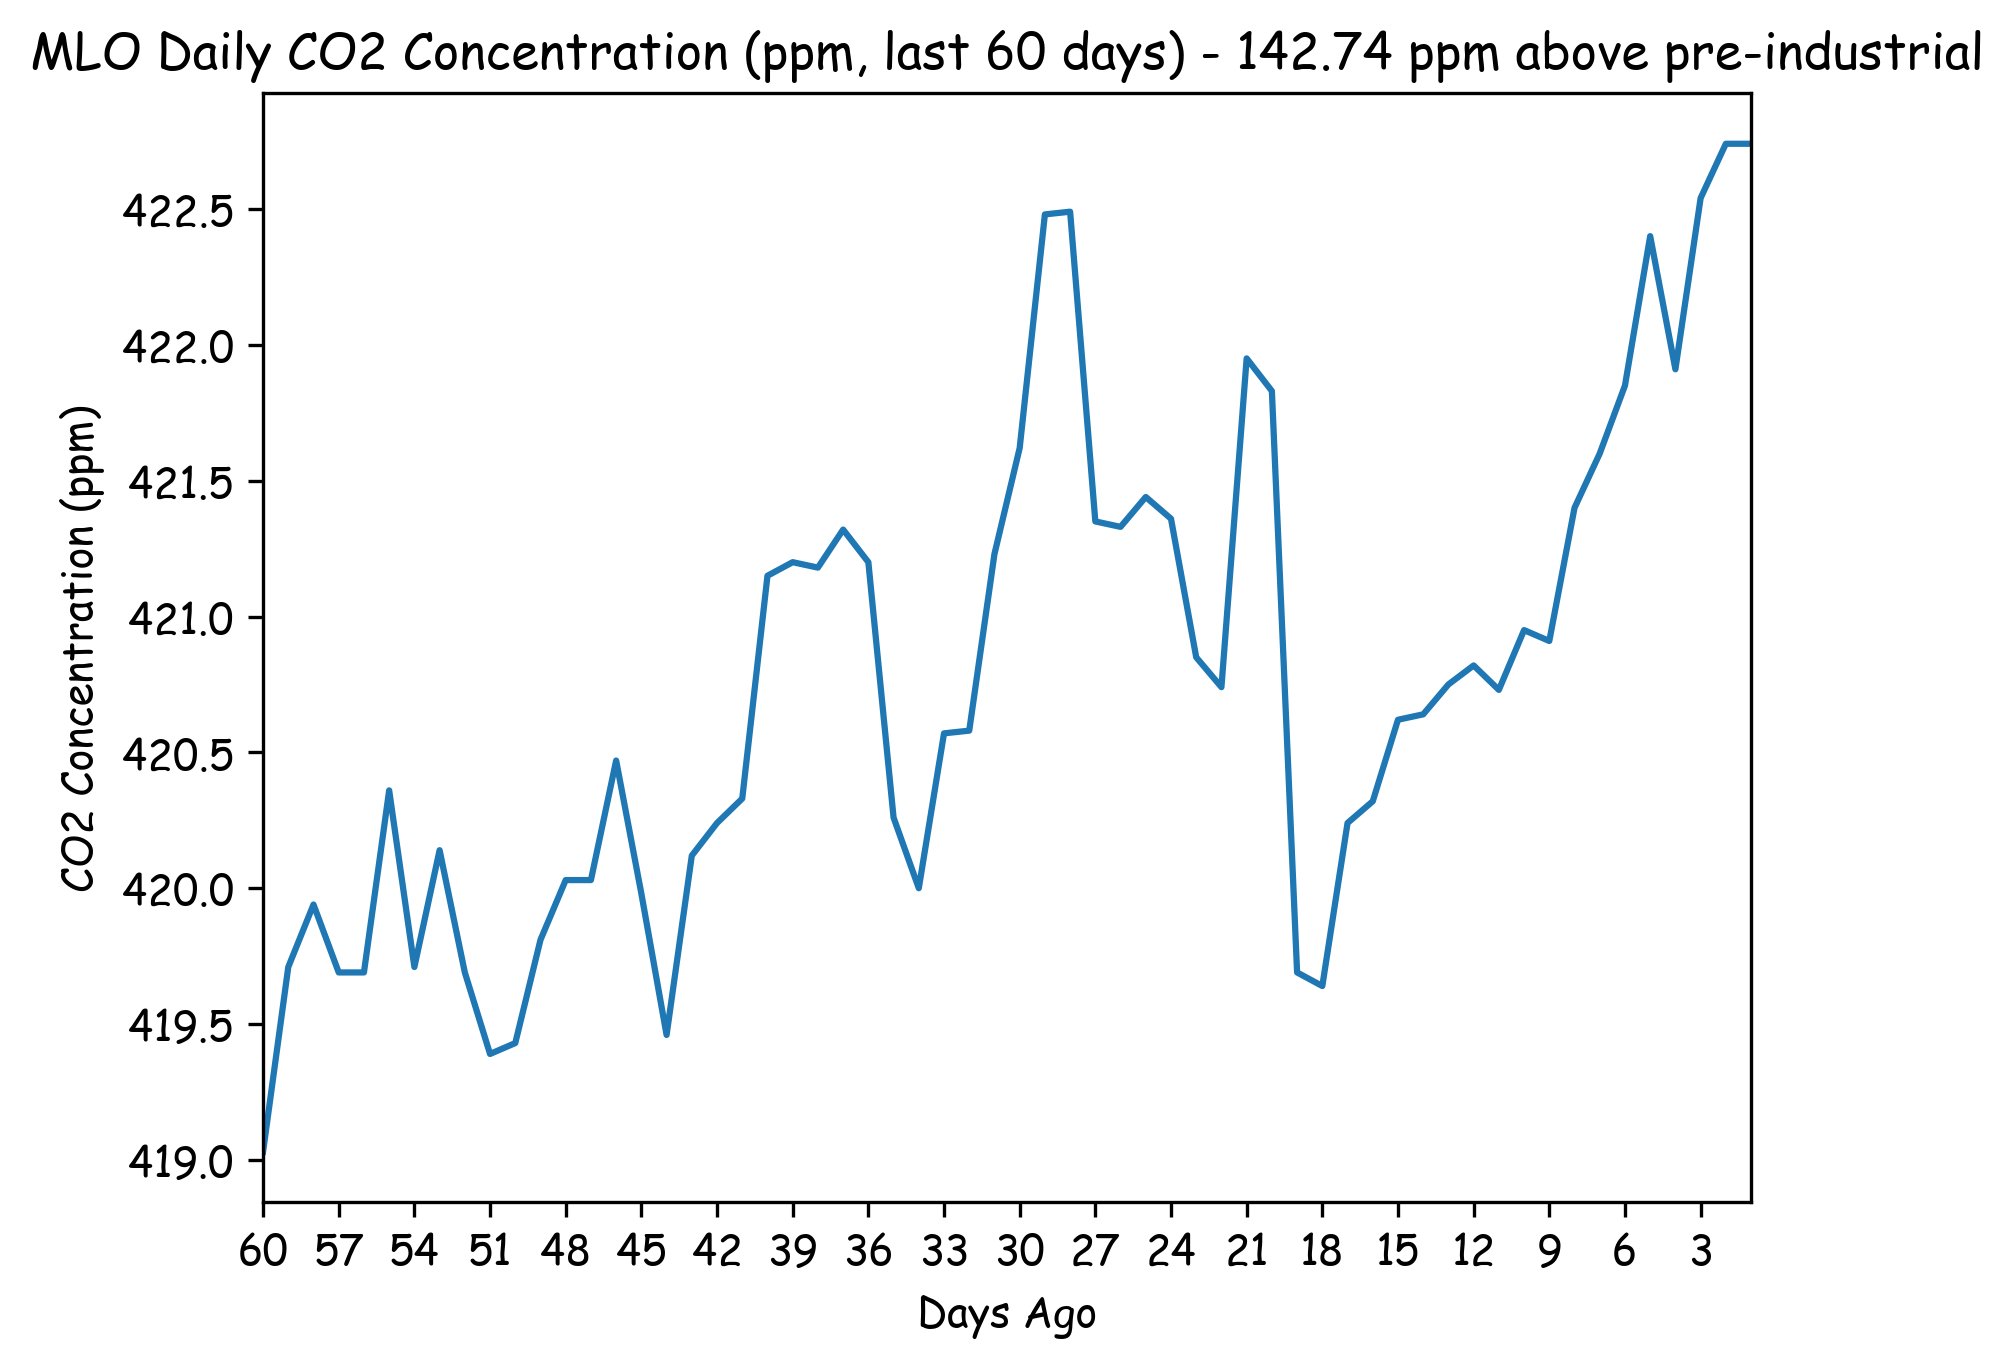 MLO Daily CO2 Concentration (ppm, last 60 days) - 142.74 ppm above pre-industrial
422.5
422.0
421.5
421.0
420.5
420.0
419.5
419.0
CO2 Concentration (ppm)
60 57 54 51 48 45 42 39 36 33 30 27 24 21 18 15 12 9 6 3
Days Ago